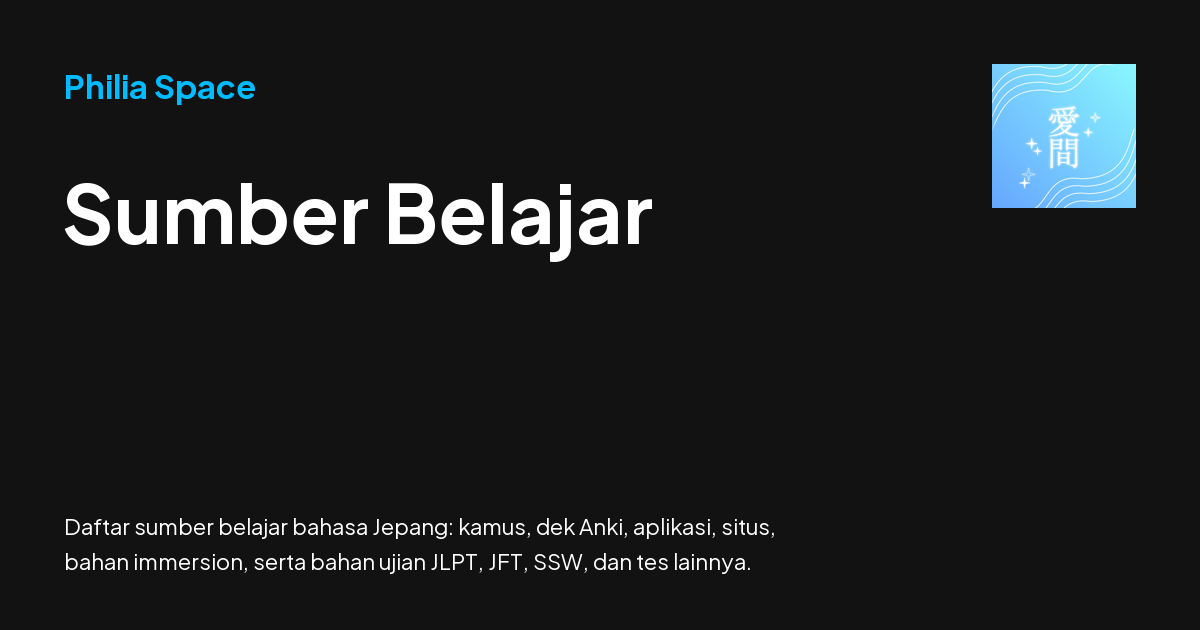 Philia Space
愛
間
Sumber Belajar
Daftar sumber belajar bahasa Jepang: kamus, dek Anki, aplikasi, situs,
bahan immersion, serta bahan ujian JLPT, JFT, SSW, dan tes lainnya.